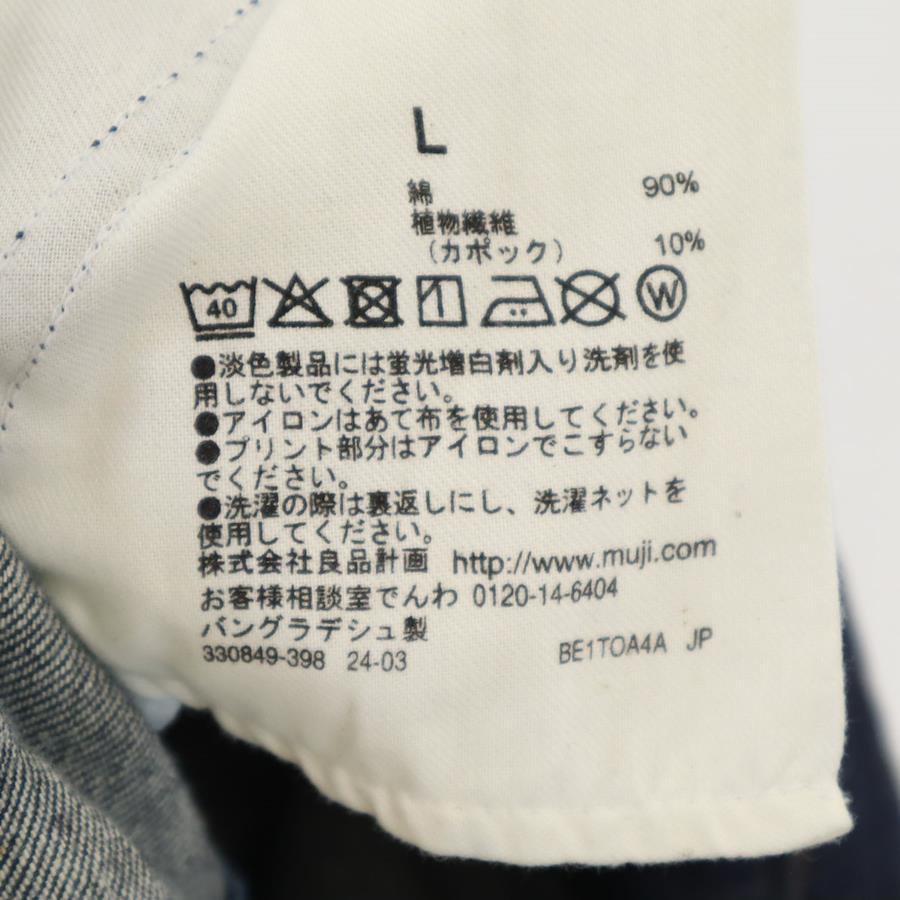 L
綿 90%
植物繊維
（カポック） 10%
40 W
●淡色製品には蛍光増白剤入り洗剤を使
用しないでください。
●アイロンはあて布を使用してください。
●プリント部分はアイロンでこすらない
でください。
●洗濯の際は裏返しにし、洗濯ネットを
使用してください。
株式会社良品計画 http://www.muji.com
お客様相談室でんわ 0120-14-6404
バングラデシュ製
330849-398 24-03 BE1TOA4A JP